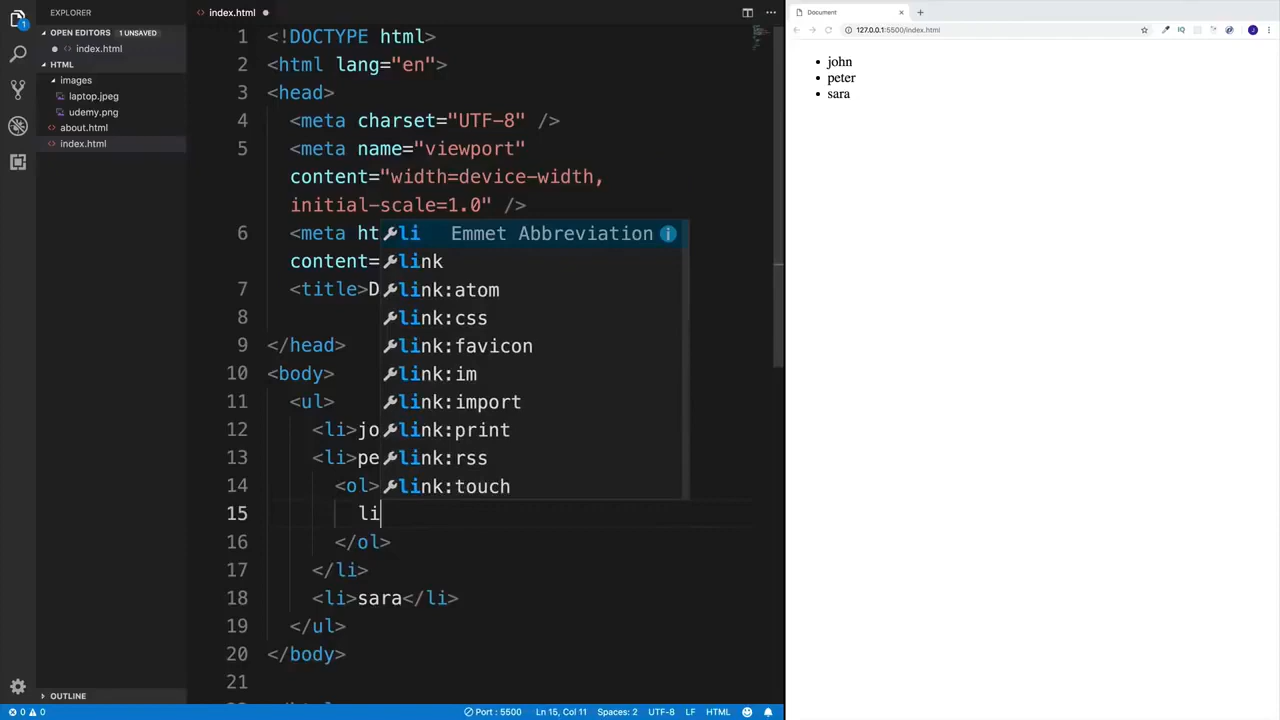 EXPLORER
OPEN EDITORS 1 UNSAVED
index.html
HTML
images
laptop.jpeg
udemy.png
about.html
index.html
OUTLINE
index.html
1 <!DOCTYPE html>
2 <html lang="en">
3 <head>
4 <meta charset="UTF-8" />
5 <meta name="viewport"
content="width=device-width,
initial-scale=1.0" />
6 <meta ht
content=
7 <title>D
8
9 </head>
10 <body>
11 <ul>
12 <li>jo
13 <li>pe
14 <ol>
15 li
16 </ol>
17 </li>
18 <li>sara</li>
19 </ul>
20 </body>
21
li Emmet Abbreviation
link
link:atom
link:css
link:favicon
link:im
link:import
link:print
link:rss
link:touch
0 0
Port : 5500 Ln 15, Col 11 Spaces: 2 UTF-8 LF HTML
Document
127.0.0.1:5500/index.html
IQ
J
• john
• peter
• sara